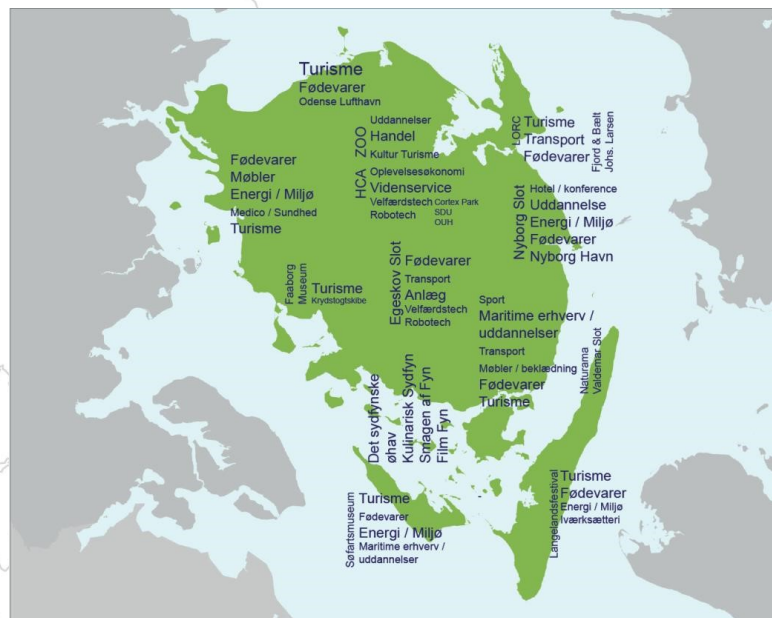 Turisme
Fødevarer
Odense Lufthavn
ZOO
Uddannelser
Handel
Kultur Turisme
HCA
Oplevelsesøkonomi
Videnservice
Velfærdstech
Robotech
Cortex Park
SDU
OUH
LORC
Turisme
Transport
Fødevarer
Fjord & Bælt
Johs. Larsen
Fødevarer
Møbler
Energi / Miljø
Medico / Sundhed
Turisme
Nyborg Slot
Hotel / konference
Uddannelse
Energi / Miljø
Fødevarer
Nyborg Havn
Faaborg
Museum
Turisme
Krydstogtskibe
Egeskov Slot
Fødevarer
Transport
Anlæg
Velfærdstech
Robotech
Sport
Maritime erhverv /
uddannelser
Transport
Møbler / beklædning
Fødevarer
Turisme
Naturama
Valdemar Slot
Det sydfynske
øhav
Kulinarisk Sydfyn
Smagen af Fyn
Film Fyn
Søfartsmuseum
Turisme
Fødevarer
Energi / Miljø
Maritime erhverv /
uddannelser
Langelandsfestival
Turisme
Fødevarer
Energi / Miljø
Iværksætteri